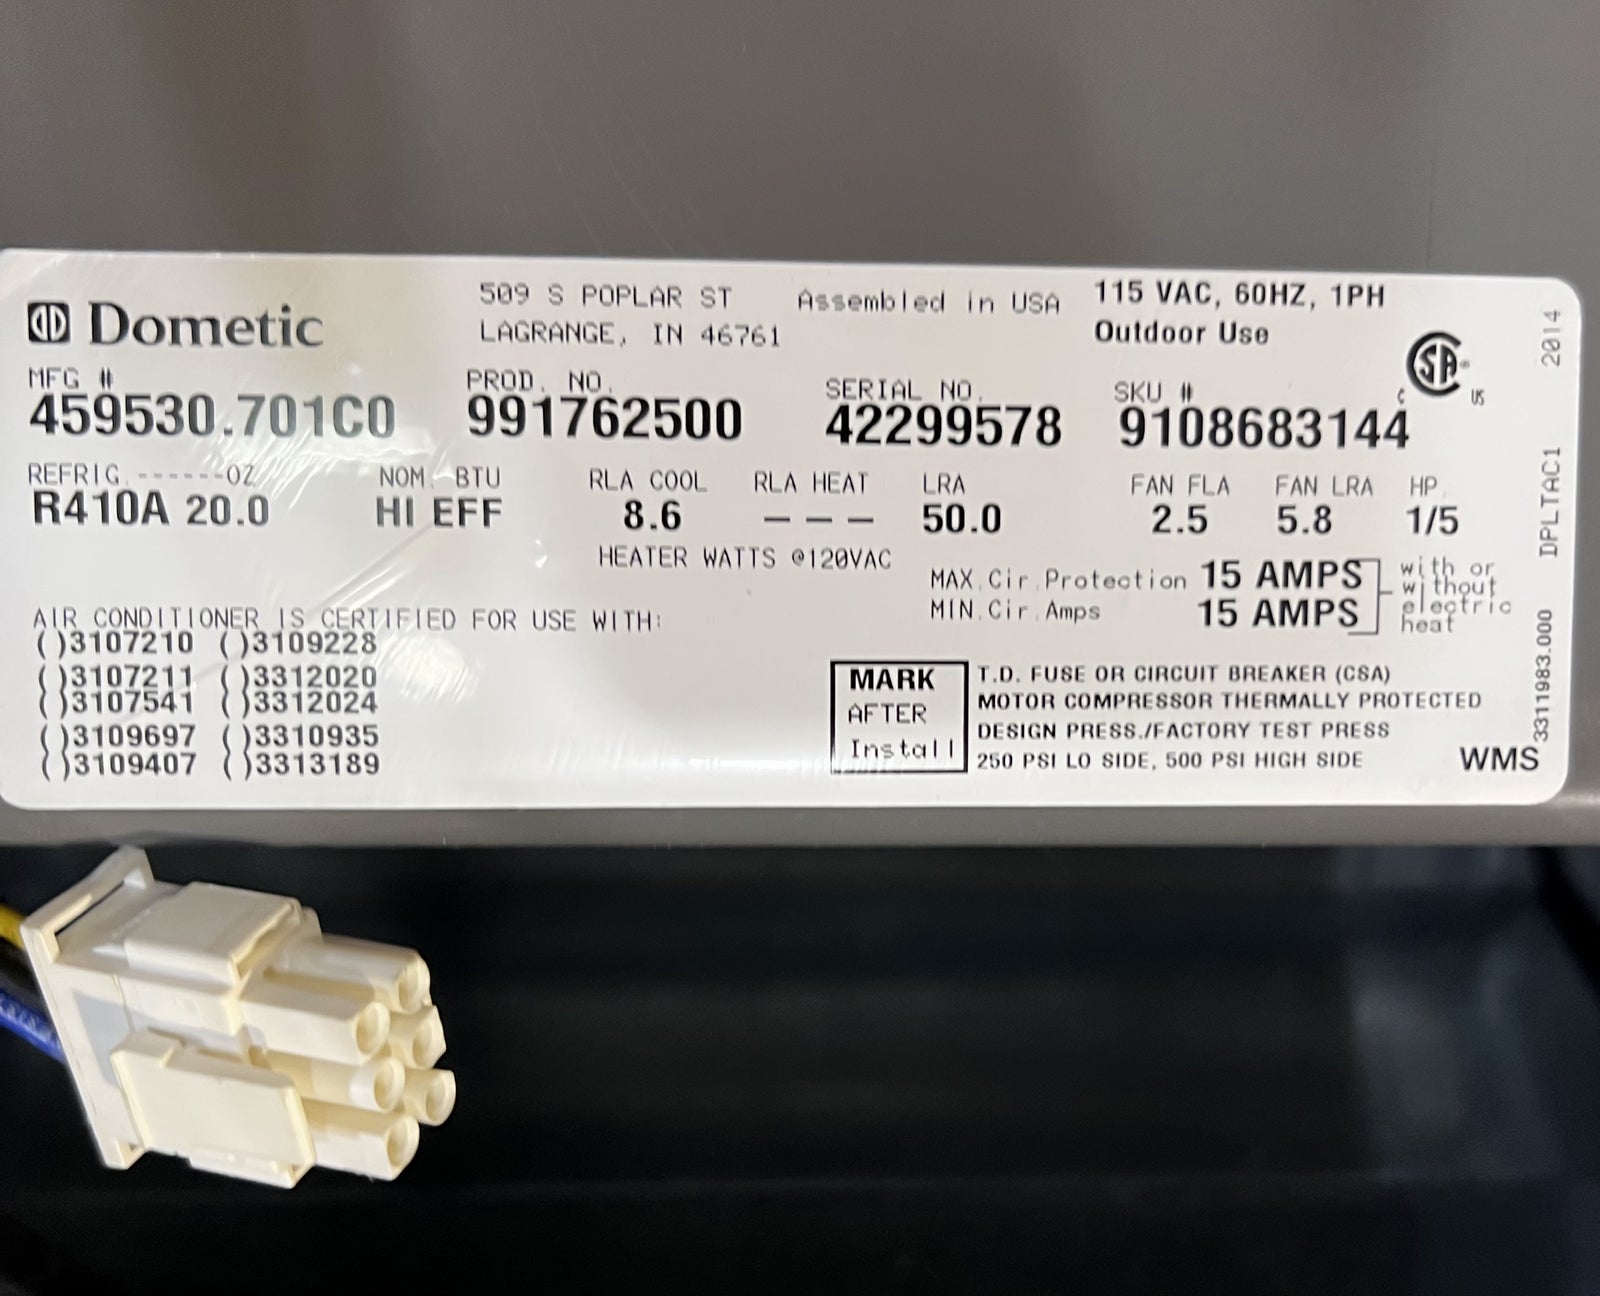 Dometic
509 S POPLAR ST
LAGRANGE, IN 46761
Assembled in USA
115 VAC, 60HZ, 1PH
Outdoor Use
MFG #
459530.701C0
PROD. NO.
991762500
SERIAL NO.
42299578
SKU #
9108683144
C SA® US
REFRIG.------OZ
R410A 20.0
NOM. BTU
HI EFF
RLA COOL
8.6
RLA HEAT
– – –
LRA
50.0
FAN FLA
2.5
FAN LRA
5.8
HP.
1/5
HEATER WATTS @120VAC
MAX.Cir.Protection 15 AMPS
MIN.Cir.Amps 15 AMPS
with or
without
electric
heat
AIR CONDITIONER IS CERTIFIED FOR USE WITH:
()3107210 ()3109228
()3107211 ()3312020
()3107541 ()3312024
()3109697 ()3310935
()3109407 ()3313189
MARK
AFTER
Install
T.D. FUSE OR CIRCUIT BREAKER (CSA)
MOTOR COMPRESSOR THERMALLY PROTECTED
DESIGN PRESS./FACTORY TEST PRESS
250 PSI LO SIDE, 500 PSI HIGH SIDE
WMS
3311983.000 DPLTAC1 2014